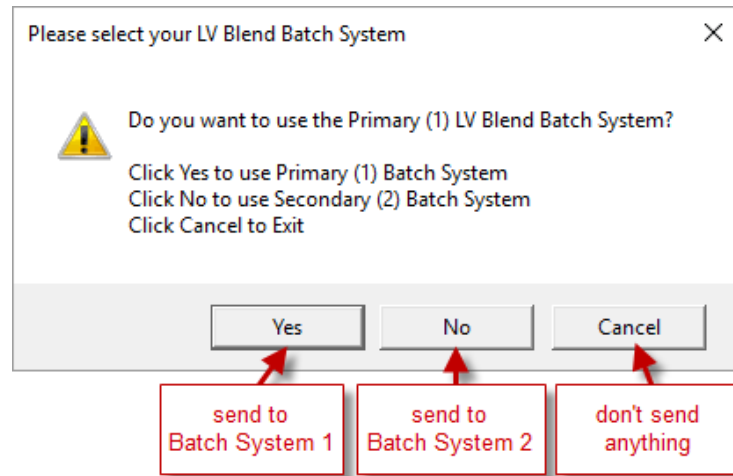 Please select your LV Blend Batch System
Do you want to use the Primary (1) LV Blend Batch System?
Click Yes to use Primary (1) Batch System
Click No to use Secondary (2) Batch System
Click Cancel to Exit
Yes
No
Cancel
send to
Batch System 1
send to
Batch System 2
don't send
anything